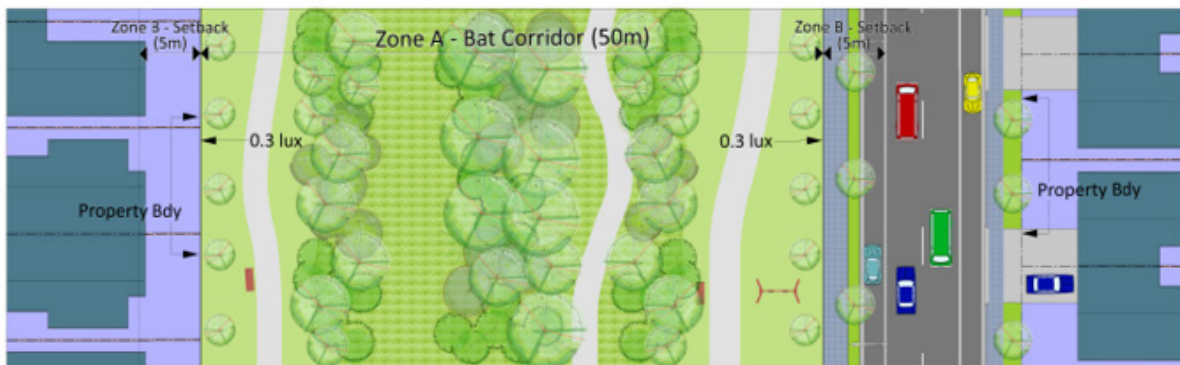 Zone B - Setback
(5m)
Zone A - Bat Corridor (50m)
Zone B - Setback
(5m)
0.3 lux
0.3 lux
Property Bdy
Property Bdy